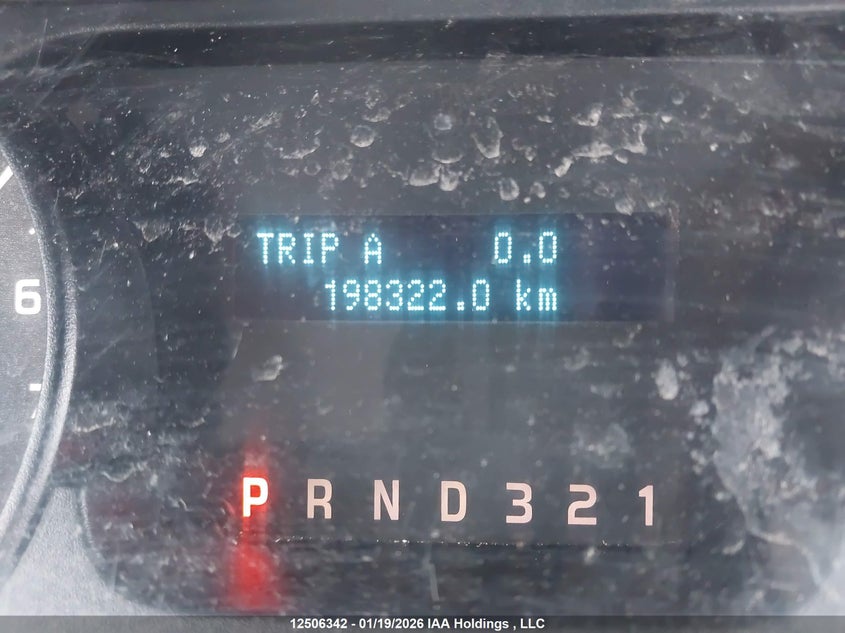 TRIP A 0.0
198322.0 km
6
P R N D 3 2 1
12506342 - 01/19/2026 IAA Holdings , LLC